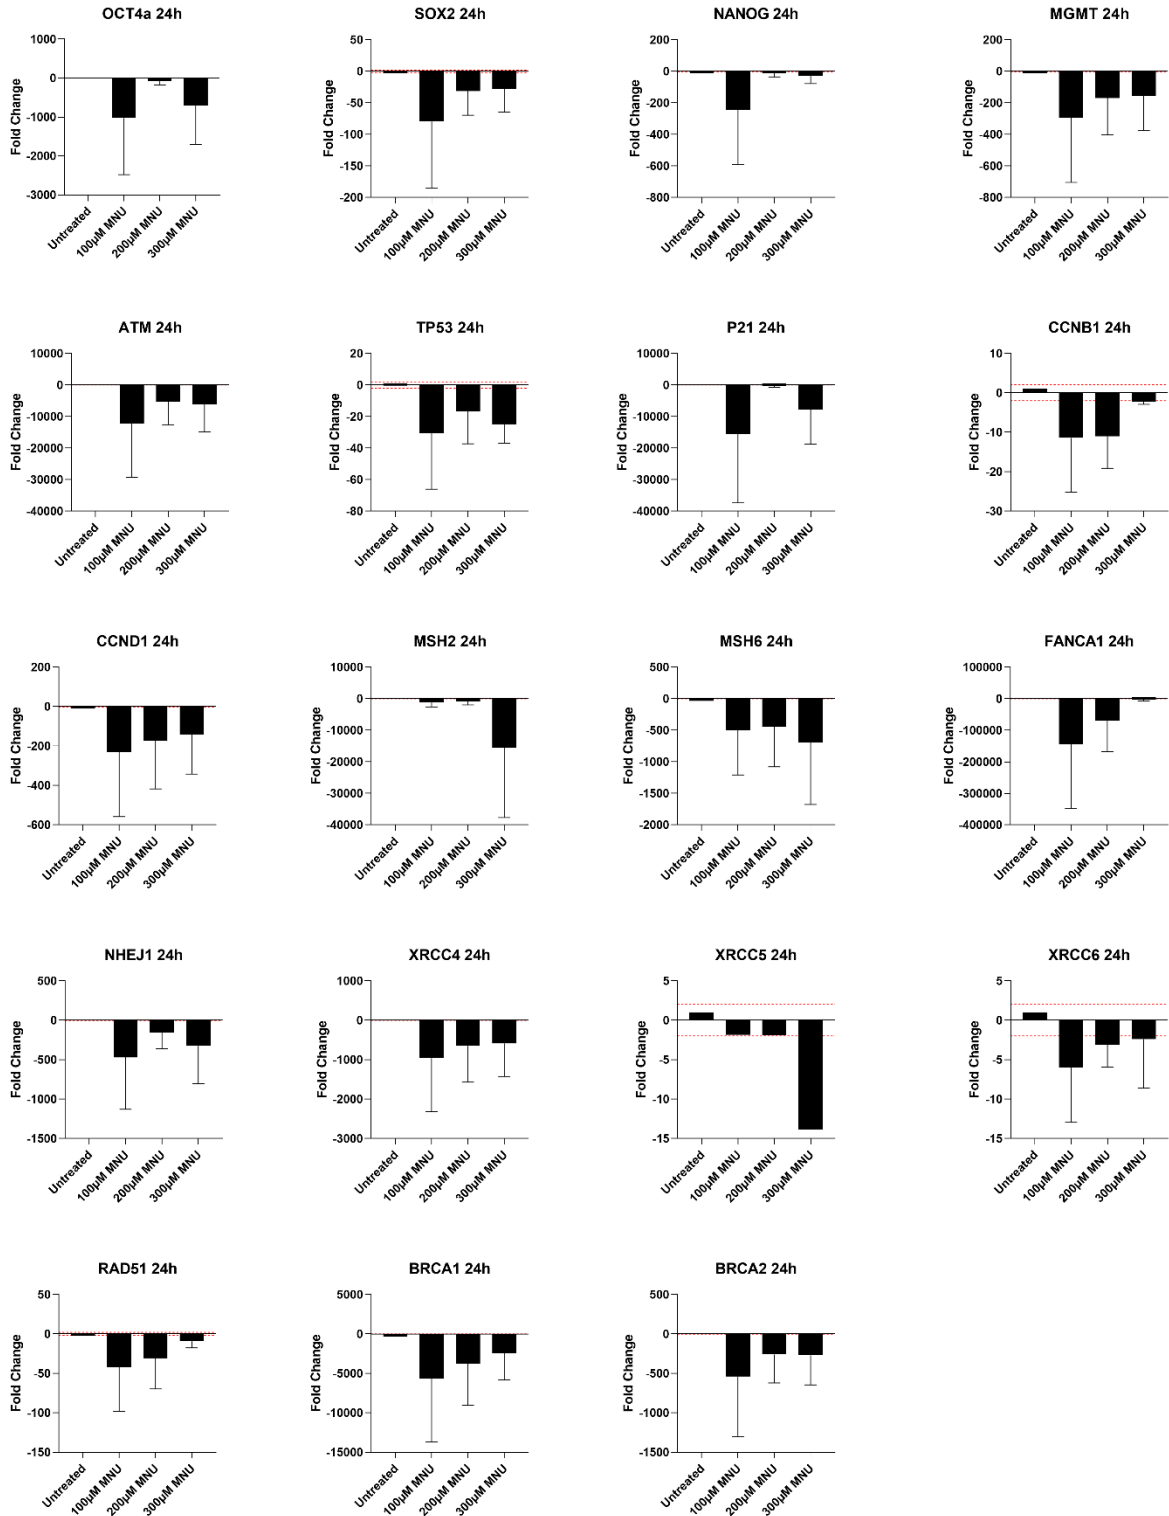 OCT4a 24h
Fold Change
1000
0
-1000
-2000
-3000
Untreated
100µM MNU
200µM MNU
300µM MNU
SOX2 24h
Fold Change
50
0
-50
-100
-150
-200
Untreated
100µM MNU
200µM MNU
300µM MNU
NANOG 24h
Fold Change
200
0
-200
-400
-600
-800
Untreated
100µM MNU
200µM MNU
300µM MNU
MGMT 24h
Fold Change
200
0
-200
-400
-600
-800
Untreated
100µM MNU
200µM MNU
300µM MNU
ATM 24h
Fold Change
10000
0
-10000
-20000
-30000
-40000
Untreated
100µM MNU
200µM MNU
300µM MNU
TP53 24h
Fold Change
20
0
-20
-40
-60
-80
Untreated
100µM MNU
200µM MNU
300µM MNU
P21 24h
Fold Change
10000
0
-10000
-20000
-30000
-40000
Untreated
100µM MNU
200µM MNU
300µM MNU
CCNB1 24h
Fold Change
10
0
-10
-20
-30
Untreated
100µM MNU
200µM MNU
300µM MNU
CCND1 24h
Fold Change
200
0
-200
-400
-600
Untreated
100µM MNU
200µM MNU
300µM MNU
MSH2 24h
Fold Change
10000
0
-10000
-20000
-30000
-40000
Untreated
100µM MNU
200µM MNU
300µM MNU
MSH6 24h
Fold Change
500
0
-500
-1000
-1500
-2000
Untreated
100µM MNU
200µM MNU
300µM MNU
FANCA1 24h
Fold Change
100000
0
-100000
-200000
-300000
-400000
Untreated
100µM MNU
200µM MNU
300µM MNU
NHEJ1 24h
Fold Change
500
0
-500
-1000
-1500
Untreated
100µM MNU
200µM MNU
300µM MNU
XRCC4 24h
Fold Change
1000
0
-1000
-2000
-3000
Untreated
100µM MNU
200µM MNU
300µM MNU
XRCC5 24h
Fold Change
5
0
-5
-10
-15
Untreated
100µM MNU
200µM MNU
300µM MNU
XRCC6 24h
Fold Change
5
0
-5
-10
-15
Untreated
100µM MNU
200µM MNU
300µM MNU
RAD51 24h
Fold Change
50
0
-50
-100
-150
Untreated
100µM MNU
200µM MNU
300µM MNU
BRCA1 24h
Fold Change
5000
0
-5000
-10000
-15000
Untreated
100µM MNU
200µM MNU
300µM MNU
BRCA2 24h
Fold Change
500
0
-500
-1000
-1500
Untreated
100µM MNU
200µM MNU
300µM MNU